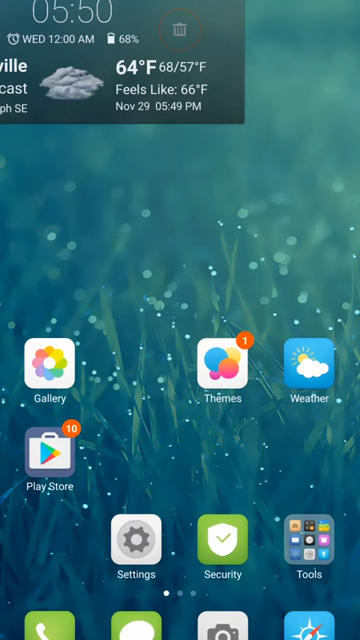 05:50
WED 12:00 AM 68%
ville 64°F 68/57°F
cast Feels Like: 66°F
ph SE Nov 29 05:49 PM
1
Gallery Themes Weather
10
Play Store
Settings Security Tools